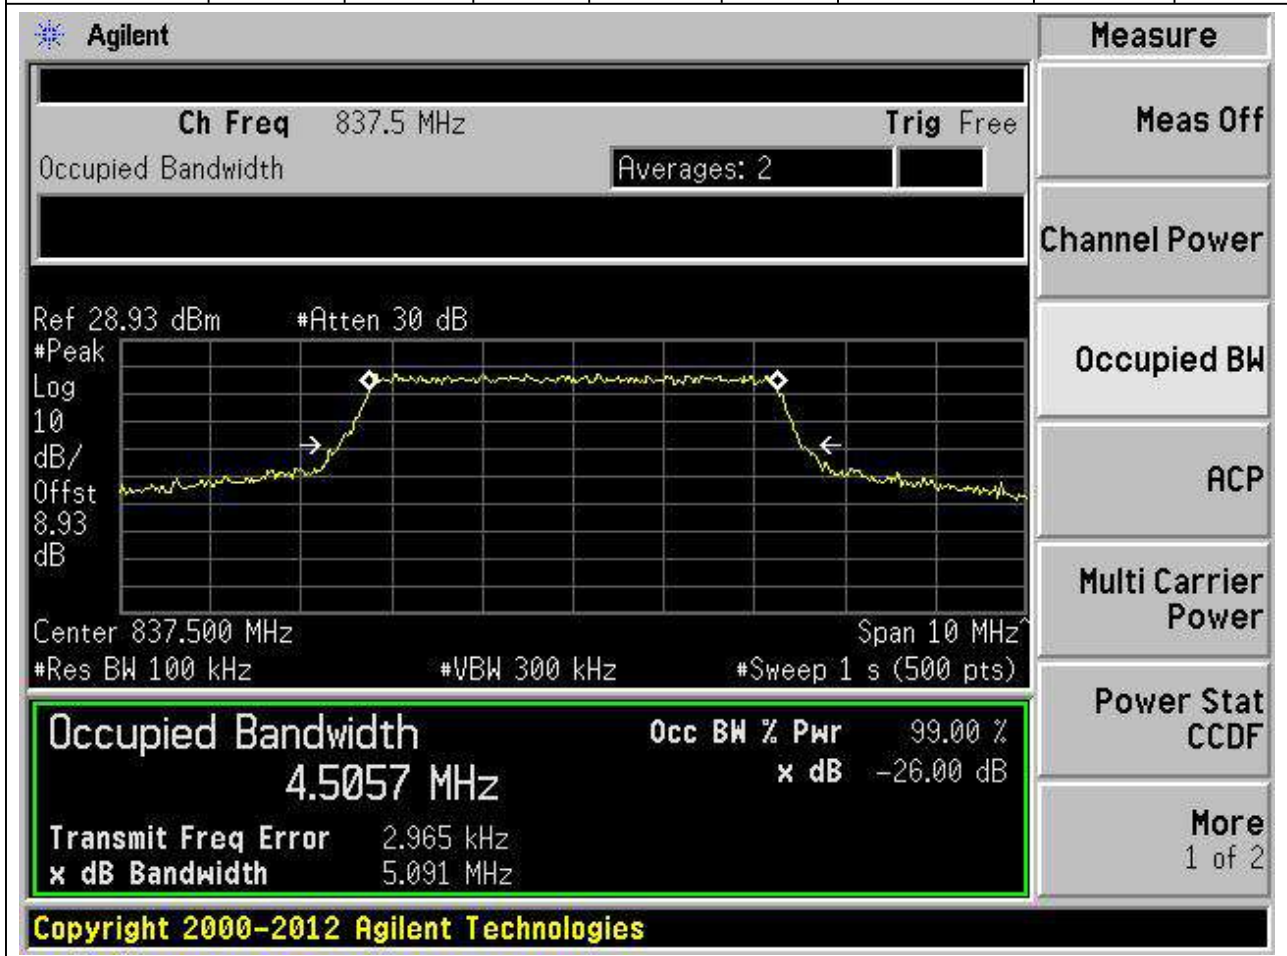 Agilent
Measure
Ch Freq 837.5 MHz Trig Free
Meas Off
Occupied Bandwidth Averages: 2
Channel Power
Ref 28.93 dBm #Atten 30 dB
#Peak
Log
10
dB/
Offst
8.93
dB
Occupied BW
ACP
Center 837.500 MHz Span 10 MHz^
#Res BW 100 kHz #VBW 300 kHz #Sweep 1 s (500 pts)
Multi Carrier
Power
Occupied Bandwidth Occ BW % Pwr 99.00 %
4.5057 MHz x dB -26.00 dB
Transmit Freq Error 2.965 kHz
x dB Bandwidth 5.091 MHz
Power Stat
CCDF
More
1 of 2
Copyright 2000-2012 Agilent Technologies